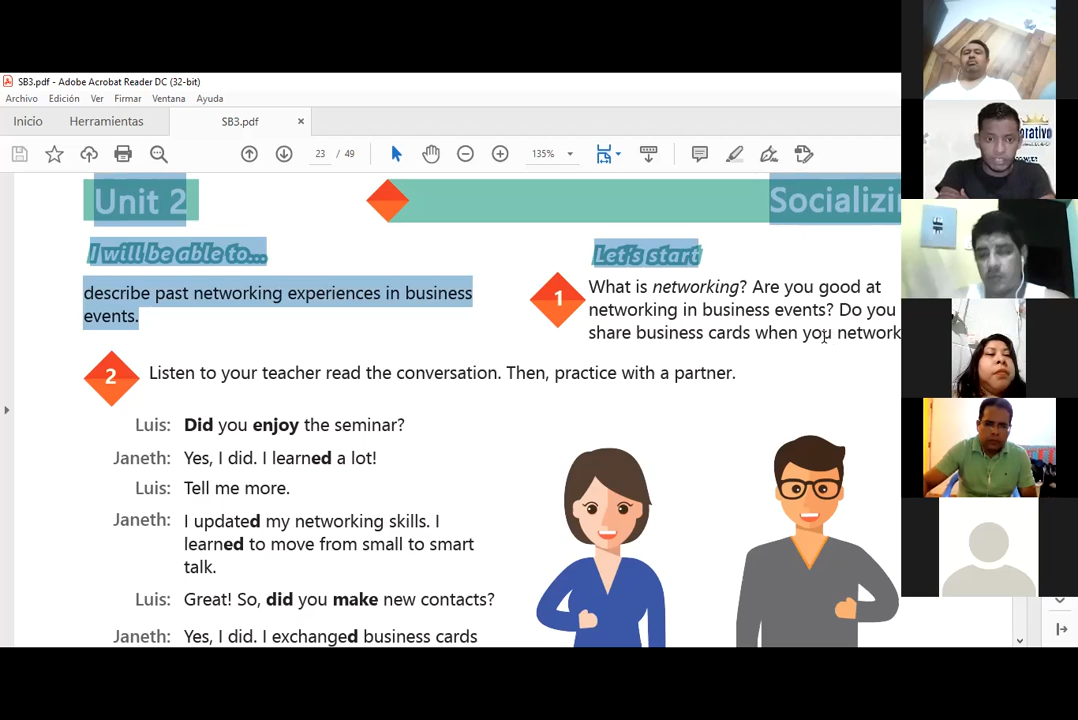 SB3.pdf - Adobe Acrobat Reader DC (32-bit)
Archivo Edición Ver Firmar Ventana Ayuda
Inicio Herramientas SB3.pdf ×
23 / 49 135%
Unit 2
Socializin
I will be able to...
Let's start
describe past networking experiences in business
events.
1
What is networking? Are you good at
networking in business events? Do you
share business cards when you network
2
Listen to your teacher read the conversation. Then, practice with a partner.
Luis: Did you enjoy the seminar?
Janeth: Yes, I did. I learned a lot!
Luis: Tell me more.
Janeth: I updated my networking skills. I
learned to move from small to smart
talk.
Luis: Great! So, did you make new contacts?
Janeth: Yes, I did. I exchanged business cards
orativo